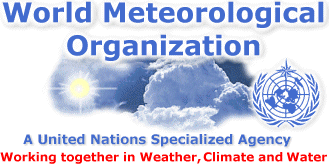 World Meteorological
Organization
A United Nations Specialized Agency
Working together in Weather, Climate and Water